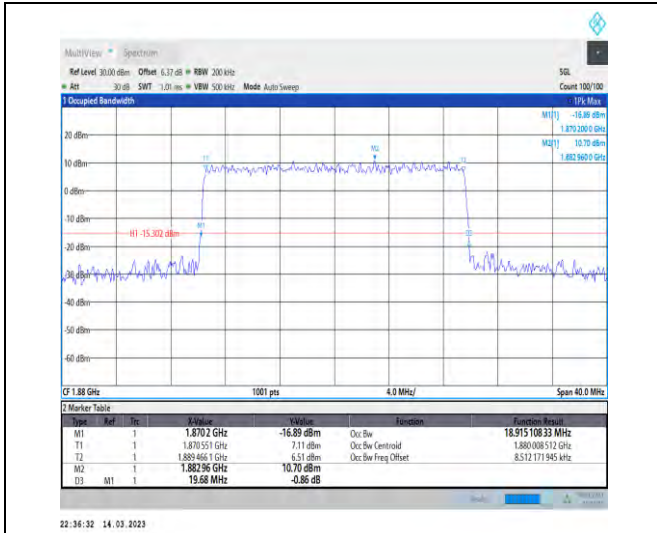 MultiView Spectrum
Ref Level 30.00 dBm Offset 6.37 dB RBW 200 kHz SGL
Att 30 dB SWT 1.01 ms VBW 500 kHz Mode Auto Sweep Count 100/100
1 Occupied Bandwidth 1Pk Max
M1[1] -16.89 dBm
1.870 200 0 GHz
M2[1] 10.70 dBm
1.882 960 0 GHz
20 dBm
M2
T1 T2
10 dBm
0 dBm
-10 dBm
M1
H1 -15.302 dBm
D3
-20 dBm
-30 dBm
-40 dBm
-50 dBm
-60 dBm
CF 1.88 GHz 1001 pts 4.0 MHz/ Span 40.0 MHz
2 Marker Table
Type Ref Trc X-Value Y-Value Function Function Result
M1 1 1.870 2 GHz -16.89 dBm Occ Bw 18.915 108 33 MHz
T1 1 1.870 551 GHz 7.11 dBm Occ Bw Centroid 1.880 008 512 GHz
T2 1 1.889 466 1 GHz 6.51 dBm Occ Bw Freq Offset 8.512 171 945 kHz
M2 1 1.882 96 GHz 10.70 dBm
D3 M1 1 19.68 MHz -0.86 dB
22:36:32 14.03.2023